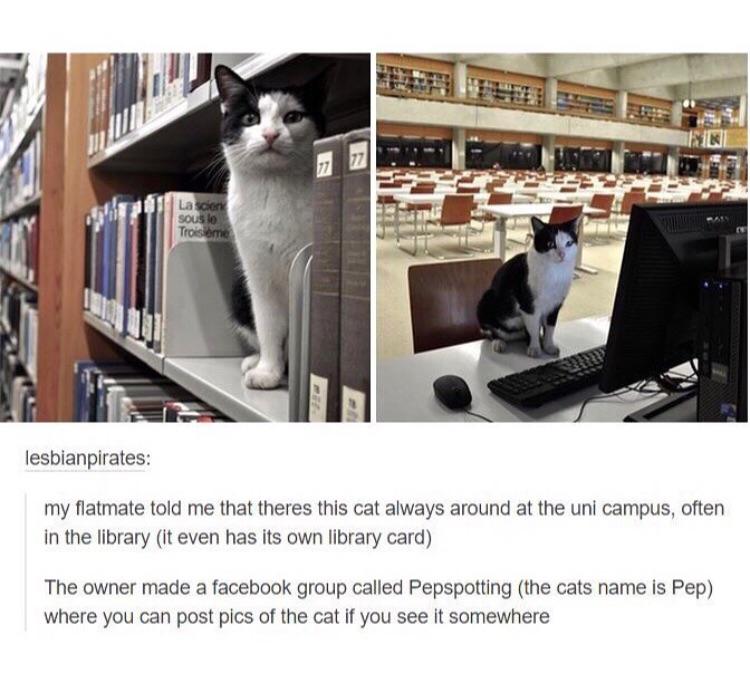 La scienc
sous le
Troisième
77
77
lesbianpirates:
my flatmate told me that theres this cat always around at the uni campus, often
in the library (it even has its own library card)
The owner made a facebook group called Pepspotting (the cats name is Pep)
where you can post pics of the cat if you see it somewhere